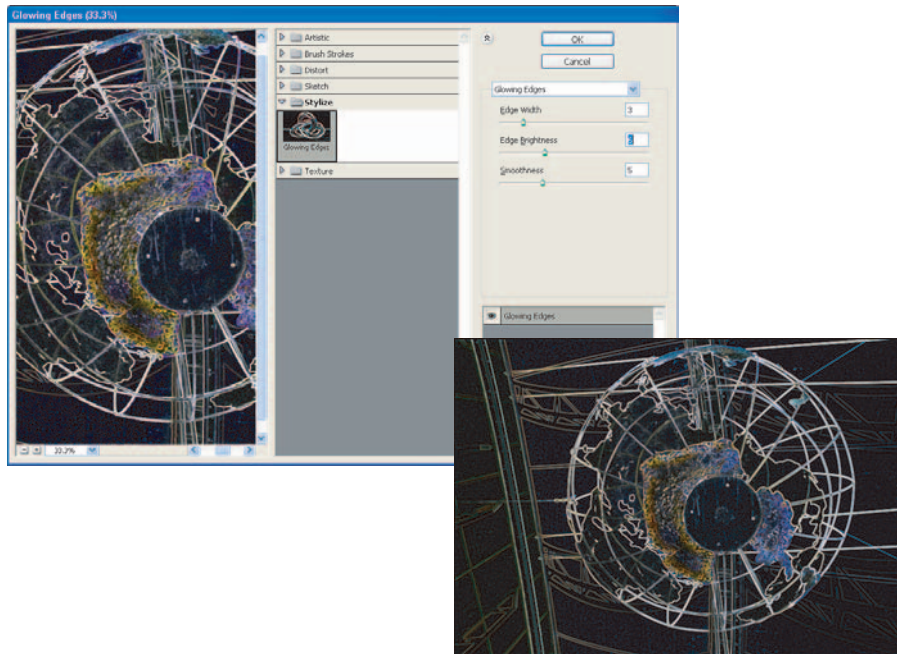 Glowing Edges (33.3%)
Artistic
Brush Strokes
Distort
Sketch
Stylize
Glowing Edges
Texture
33.3%
OK
Cancel
Glowing Edges
Edge Width 3
Edge Brightness
Smoothness 5
Glowing Edges